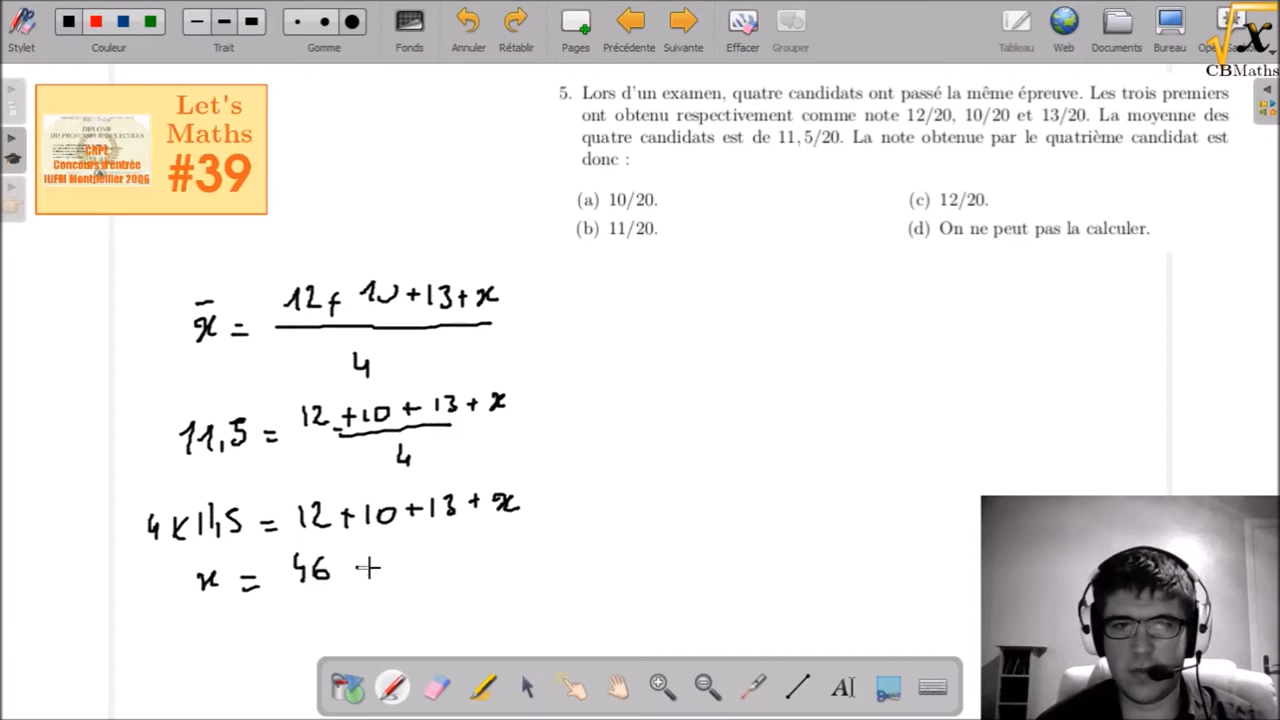 Stylet
Couleur
Trait
Gomme
Fonds
Annuler
Rétablir
Pages
Précédente
Suivante
Effacer
Grouper
Tableau
Web
Documents
Bureau
CBMaths
Let's
Maths
#39
CRPE
Concours d'entrée
IUFM Montpellier 2006
5. Lors d'un examen, quatre candidats ont passé la même épreuve. Les trois premiers
ont obtenu respectivement comme note 12/20, 10/20 et 13/20. La moyenne des
quatre candidats est de 11,5/20. La note obtenue par le quatrième candidat est
donc :
(a) 10/20.
(b) 11/20.
(c) 12/20.
(d) On ne peut pas la calculer.
x̄ = 12+10+13+x
4
11,5 = 12+10+13+x
4
4×11,5 = 12+10+13+x
x = 46